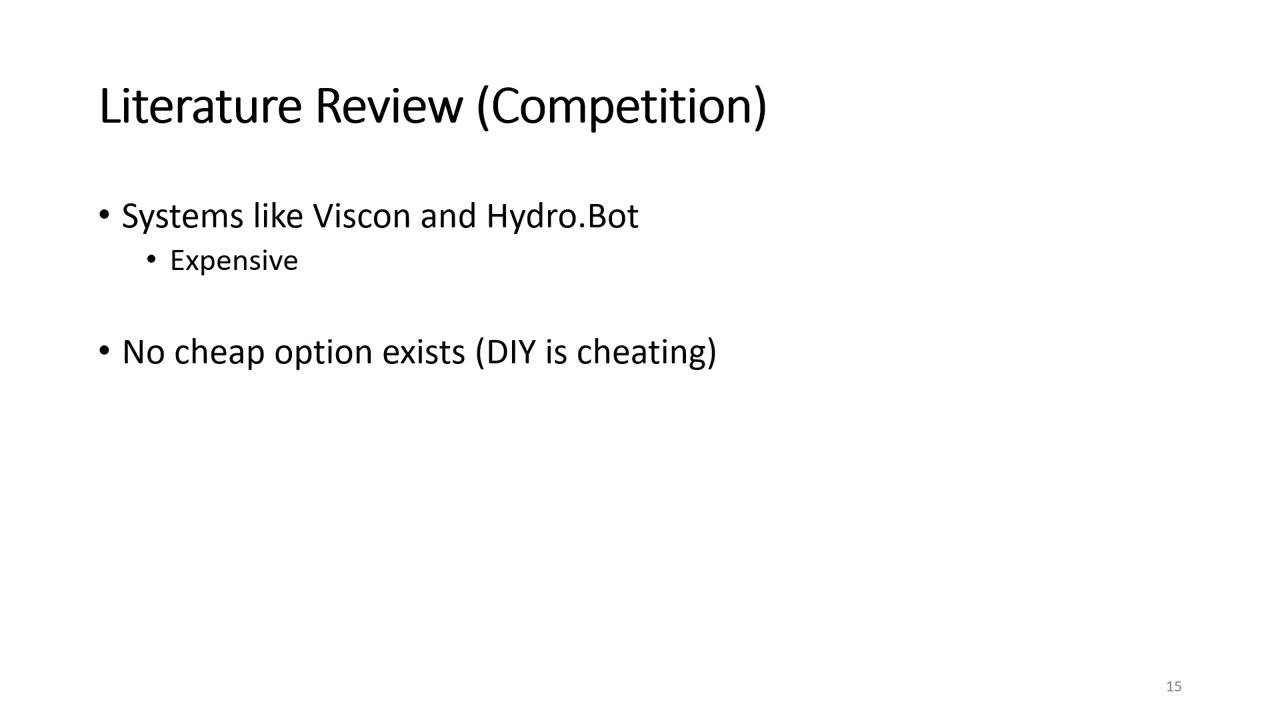 Literature Review (Competition)
• Systems like Viscon and Hydro.Bot
• Expensive
• No cheap option exists (DIY is cheating)
15